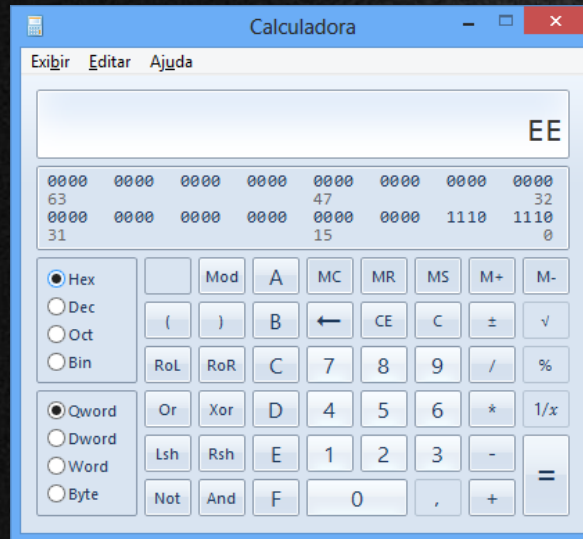 Calculadora
Exibir Editar Ajuda
EE
0000 0000 0000 0000 0000 0000 0000 0000
63 47 32
0000 0000 0000 0000 0000 0000 1110 1110
31 15 0
Hex Mod A MC MR MS M+ M-
Dec
Oct ( ) B ← CE C ± √
Bin RoL RoR C 7 8 9 / %
Qword Or Xor D 4 5 6 * 1/x
Dword
Word Lsh Rsh E 1 2 3 - =
Byte Not And F 0 , +